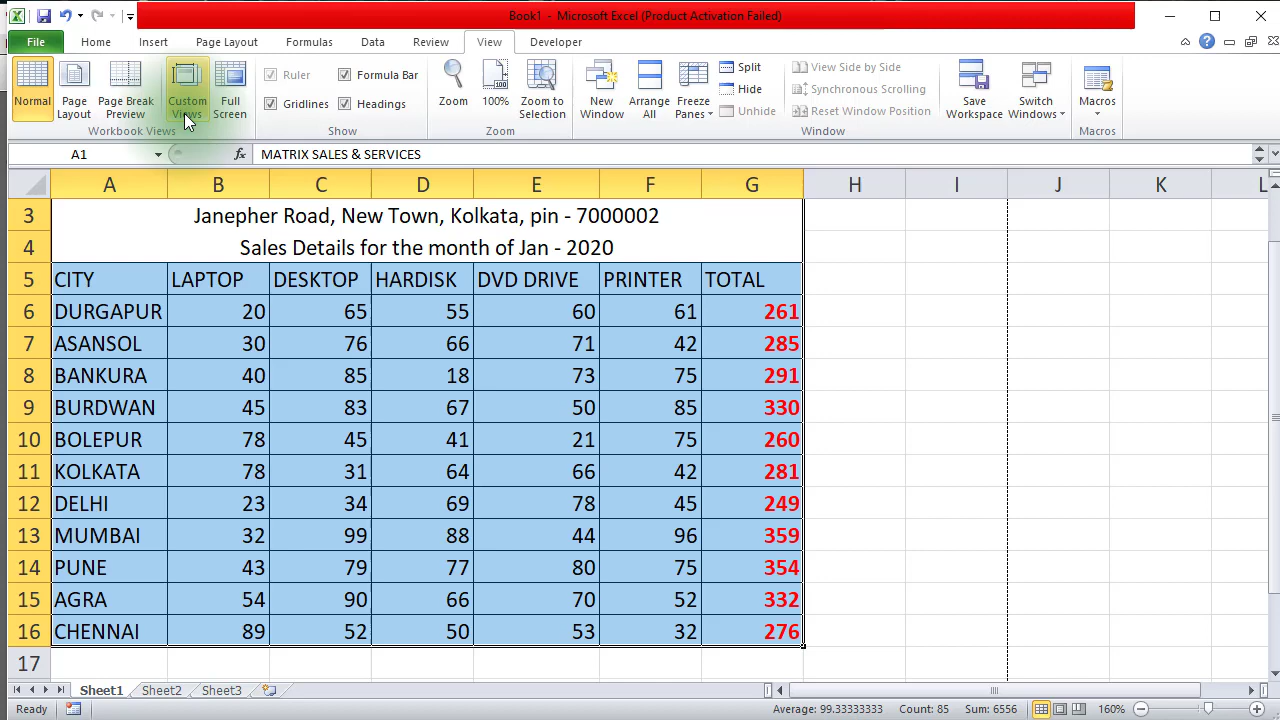 Book1 - Microsoft Excel (Product Activation Failed)
File Home Insert Page Layout Formulas Data Review View Developer
Normal Page Layout Page Break Preview Custom Views Full Screen
Workbook Views
Ruler Formula Bar
Gridlines Headings
Show
Zoom 100% Zoom to Selection
Zoom
New Window Arrange All Freeze Panes
Split
Hide
Unhide
View Side by Side
Synchronous Scrolling
Reset Window Position
Save Workspace Switch Windows
Window
Macros
Macros
A1 fx MATRIX SALES & SERVICES
A B C D E F G H I J K L
3 Janepher Road, New Town, Kolkata, pin - 7000002
4 Sales Details for the month of Jan - 2020
5 CITY LAPTOP DESKTOP HARDISK DVD DRIVE PRINTER TOTAL
6 DURGAPUR 20 65 55 60 61 261
7 ASANSOL 30 76 66 71 42 285
8 BANKURA 40 85 18 73 75 291
9 BURDWAN 45 83 67 50 85 330
10 BOLEPUR 78 45 41 21 75 260
11 KOLKATA 78 31 64 66 42 281
12 DELHI 23 34 69 78 45 249
13 MUMBAI 32 99 88 44 96 359
14 PUNE 43 79 77 80 75 354
15 AGRA 54 90 66 70 52 332
16 CHENNAI 89 52 50 53 32 276
17
Sheet1 Sheet2 Sheet3
Ready Average: 99.33333333 Count: 85 Sum: 6556 160%